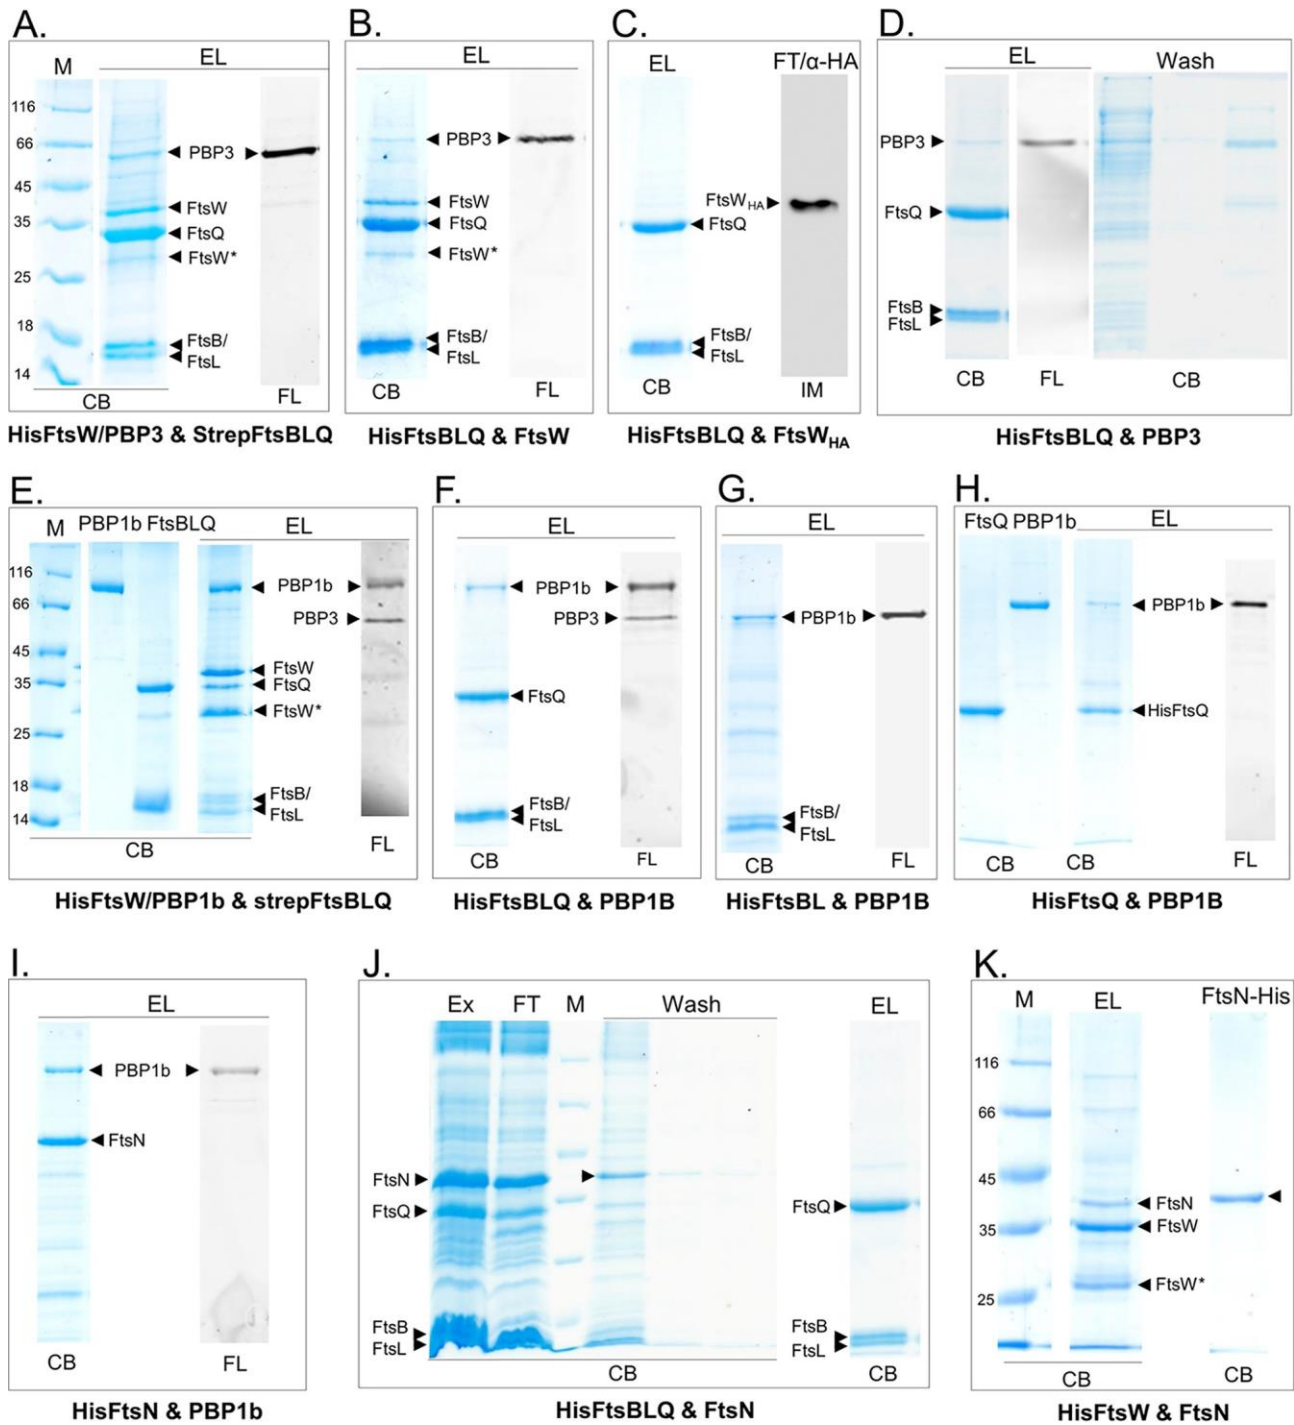 A.
M
EL
116
66
45
35
25
18
14
PBP3
FtsW
FtsQ
FtsW*
FtsB/
FtsL
CB
FL
HisFtsW/PBP3 & StrepFtsBLQ
B.
EL
PBP3
FtsW
FtsQ
FtsW*
FtsB/
FtsL
CB
FL
HisFtsBLQ & FtsW
C.
EL
FT/α-HA
FtsWHA
FtsQ
FtsB/
FtsL
CB
IM
HisFtsBLQ & FtsWHA
D.
EL
Wash
PBP3
FtsQ
FtsB
FtsL
CB
FL
CB
HisFtsBLQ & PBP3
E.
M
PBP1b FtsBLQ
EL
116
66
45
35
25
18
14
PBP1b
PBP3
FtsW
FtsQ
FtsW*
FtsB/
FtsL
CB
FL
HisFtsW/PBP1b & strepFtsBLQ
F.
EL
PBP1b
PBP3
FtsQ
FtsB/
FtsL
CB
FL
HisFtsBLQ & PBP1B
G.
EL
PBP1b
FtsB/
FtsL
CB
FL
HisFtsBL & PBP1B
H.
FtsQ PBP1b
EL
PBP1b
HisFtsQ
CB
CB
FL
HisFtsQ & PBP1B
I.
EL
PBP1b
FtsN
CB
FL
HisFtsN & PBP1b
J.
Ex
FT
M
Wash
EL
FtsN
FtsQ
FtsB
FtsL
FtsQ
FtsB
FtsL
CB
CB
HisFtsBLQ & FtsN
K.
M
EL
FtsN-His
116
66
45
35
25
FtsN
FtsW
FtsW*
CB
CB
HisFtsW & FtsN